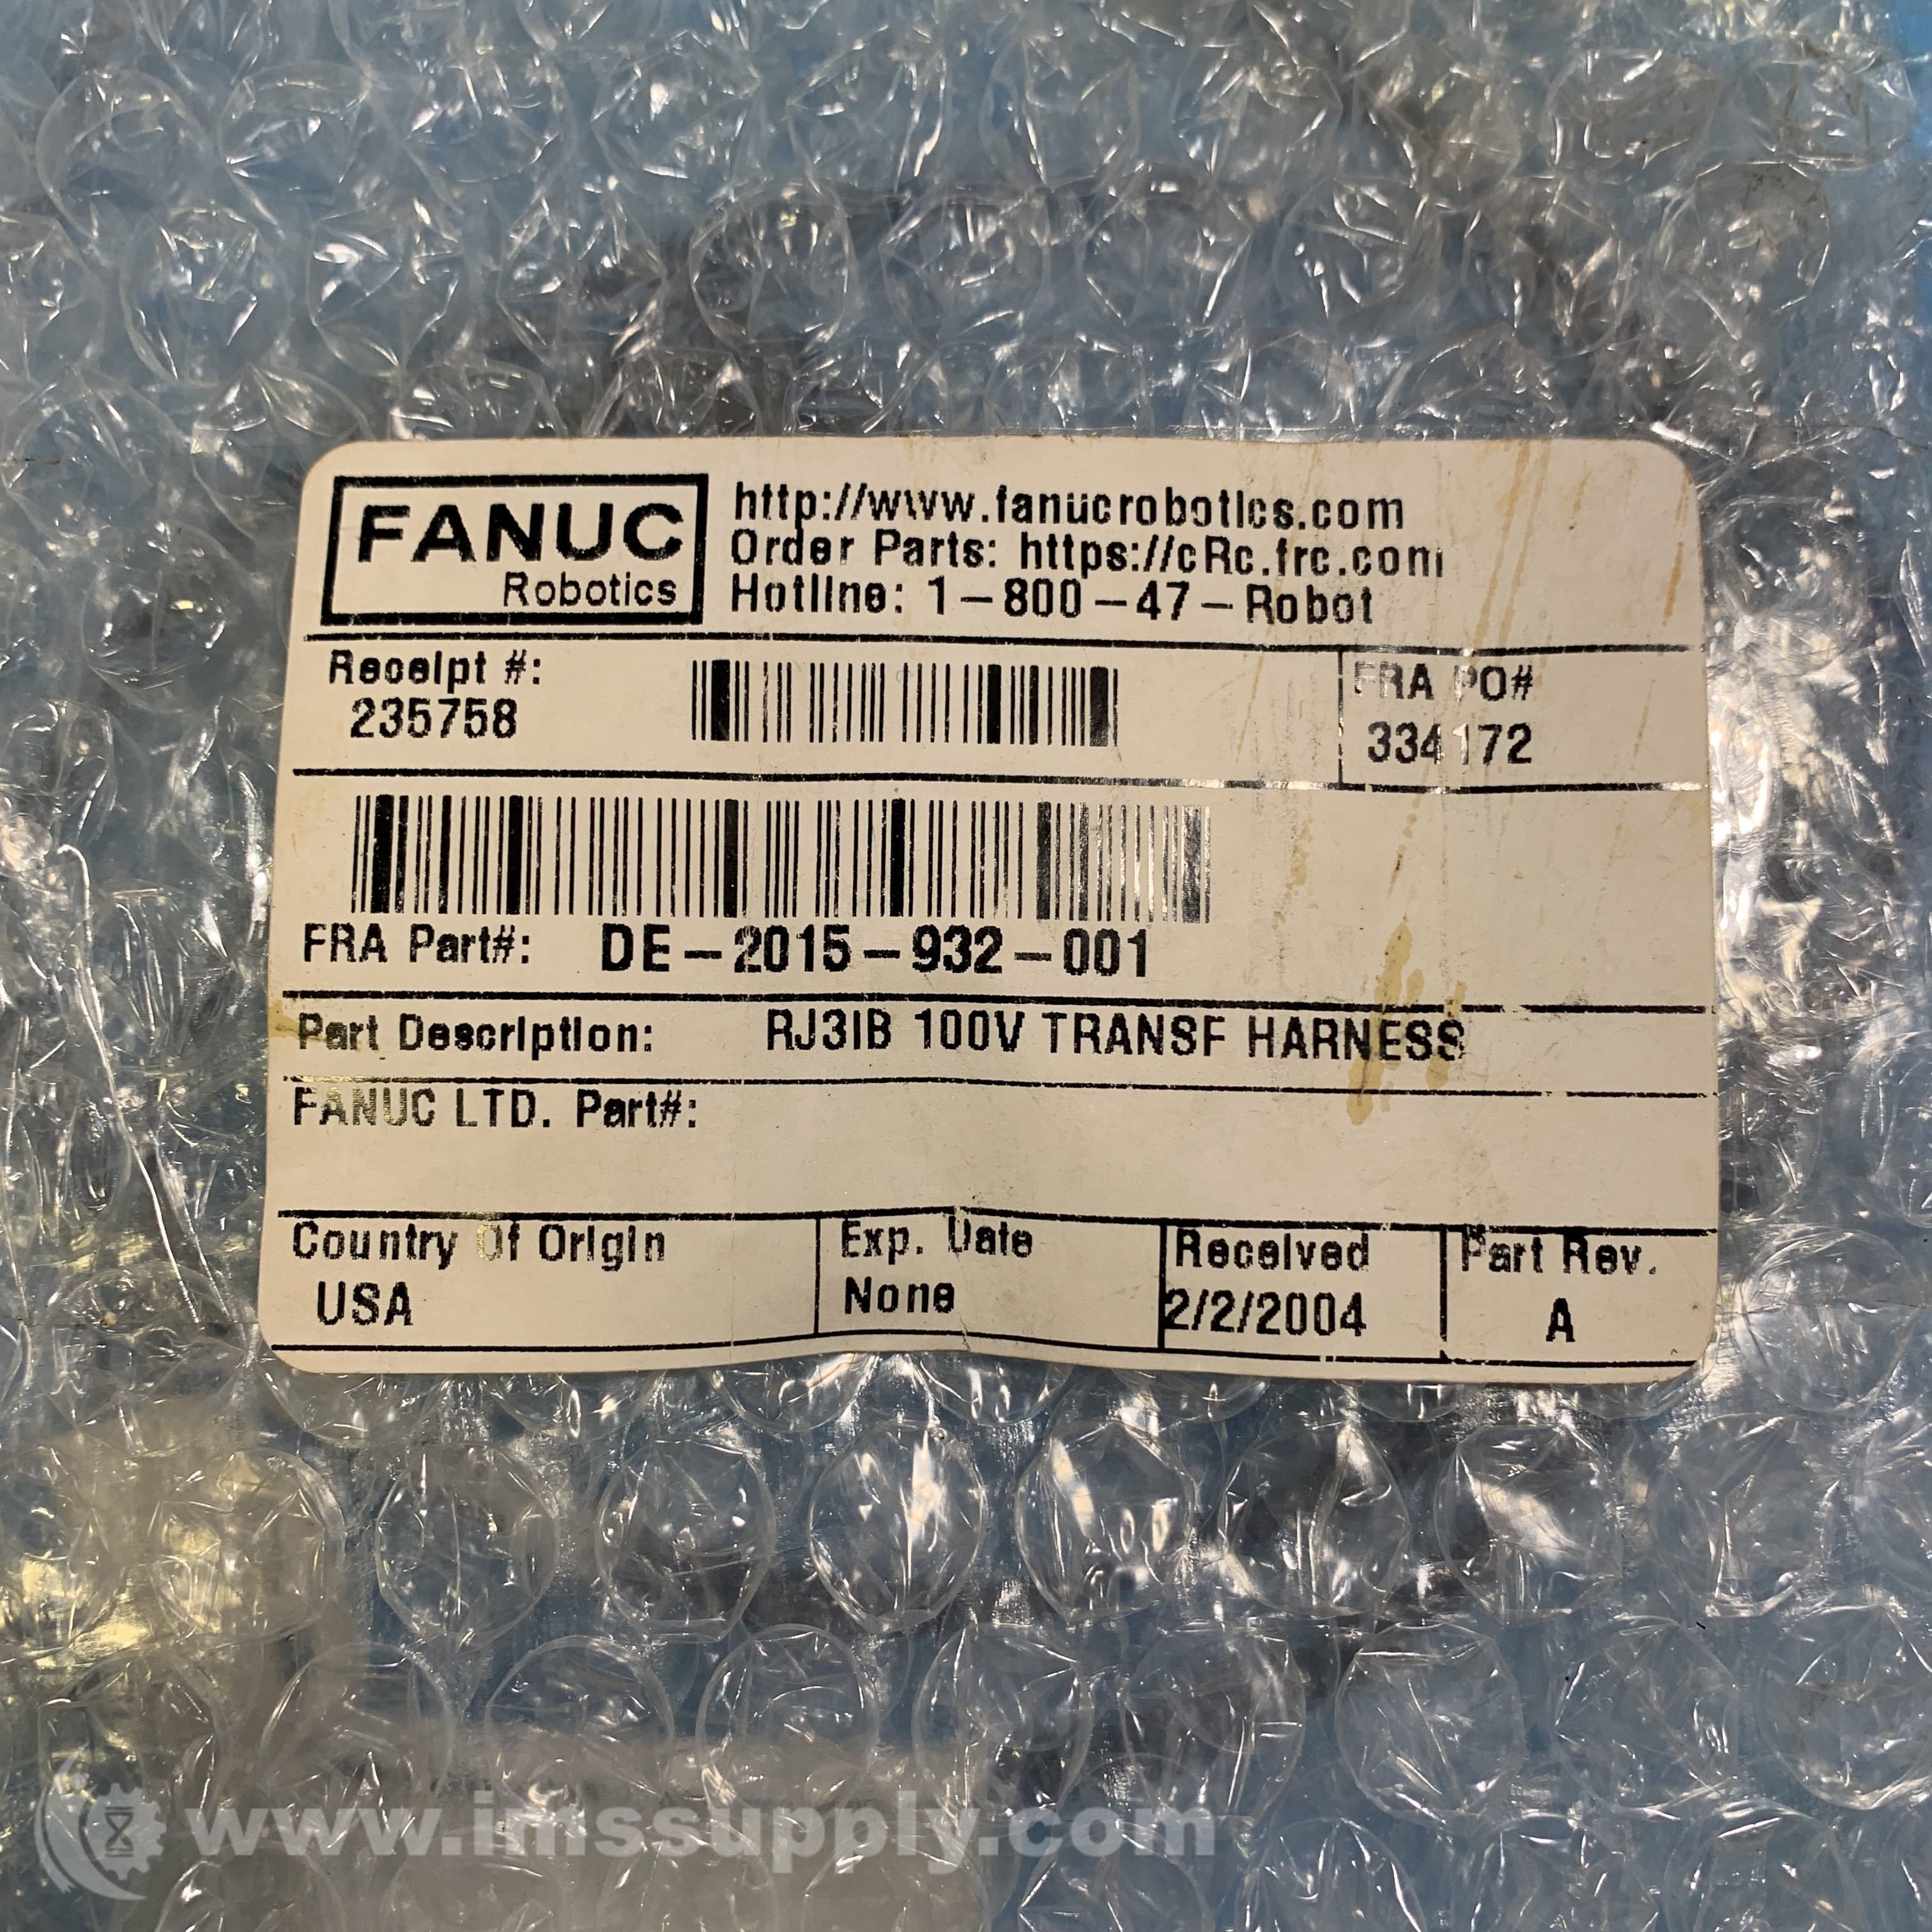 FANUC
Robotics
http://www.fanucrobotics.com
Order Parts: https://cRc.frc.com
Hotline: 1-800-47-Robot
Receipt #:
235758
FRA PO#
334172
FRA Part#: DE-2015-932-001
Part Description: RJ3IB 100V TRANSF HARNESS
FANUC LTD. Part#:
Country Of Origin
USA
Exp. Date
None
Received
2/2/2004
Part Rev.
A
www.imssupply.com